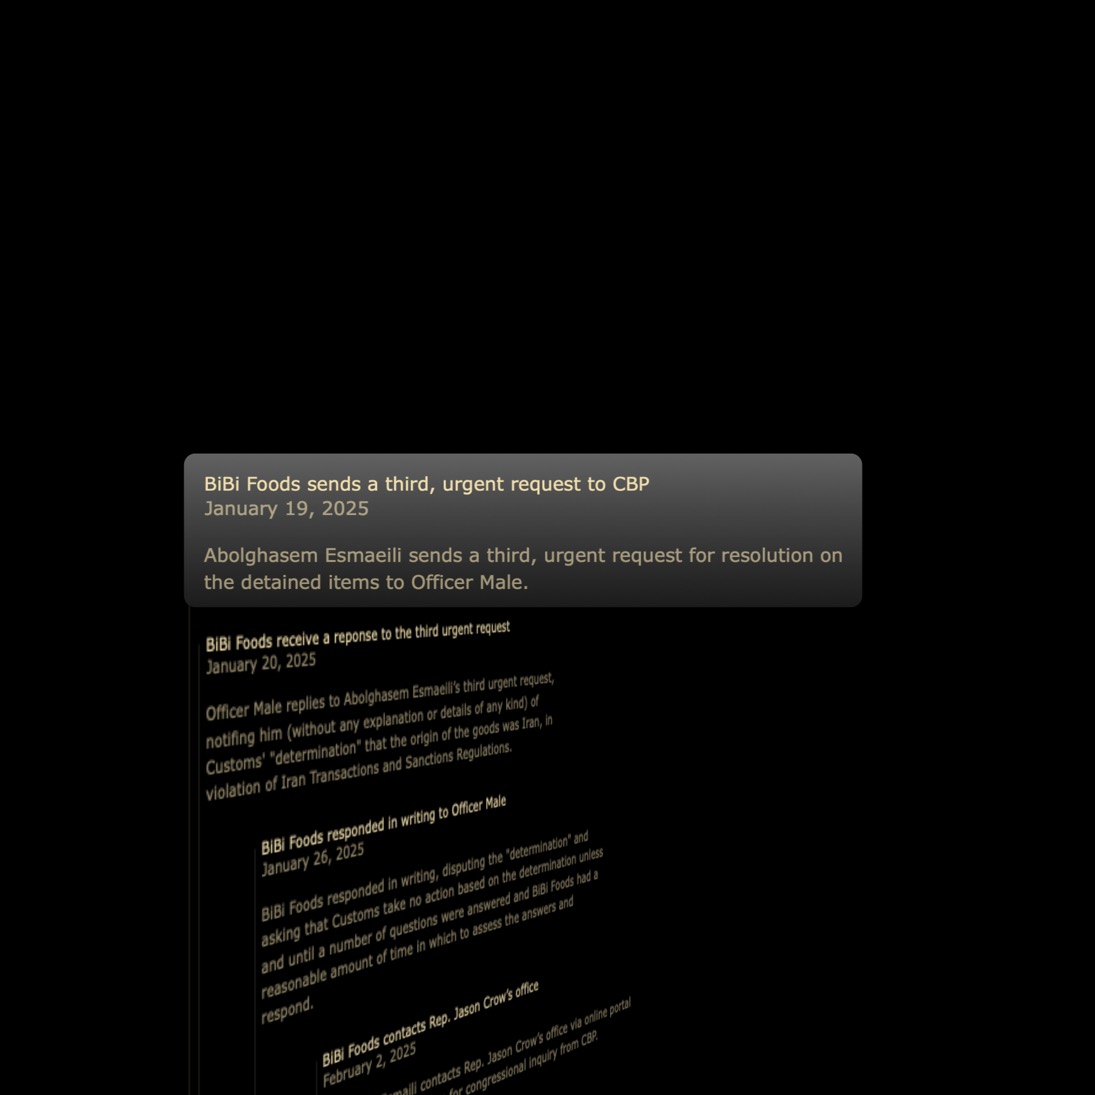 BiBi Foods sends a third, urgent request to CBP
January 19, 2025
Abolghasem Esmaeili sends a third, urgent request for resolution on
the detained items to Officer Male.
BiBi Foods receive a reponse to the third urgent request
January 20, 2025
Officer Male replies to Abolghasem Esmaeili's third urgent request,
notifing him (without any explanation or details of any kind) of
Customs' "determination" that the origin of the goods was Iran, in
violation of Iran Transactions and Sanctions Regulations.
BiBi Foods responded in writing to Officer Male
January 26, 2025
BiBi Foods responded in writing, disputing the "determination" and
asking that Customs take no action based on the determination unless
and until a number of questions were answered and BiBi Foods had a
reasonable amount of time in which to assess the answers and
respond.
BiBi Foods contacts Rep. Jason Crow's office
February 2, 2025
contacts Rep. Jason Crow's office via online portal
for congressional inquiry from CBP.